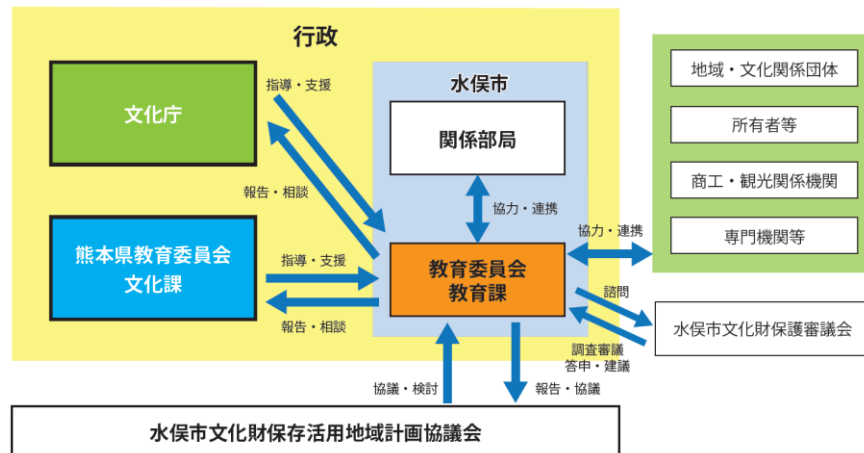 行政
文化庁
指導・支援
報告・相談
水俣市
関係部局
協力・連携
地域・文化関係団体
所有者等
商工・観光関係機関
専門機関等
熊本県教育委員会
文化課
指導・支援
報告・相談
教育委員会
教育課
協力・連携
諮問
調査審議
答申・建議
水俣市文化財保護審議会
協議・検討
報告・協議
水俣市文化財保存活用地域計画協議会